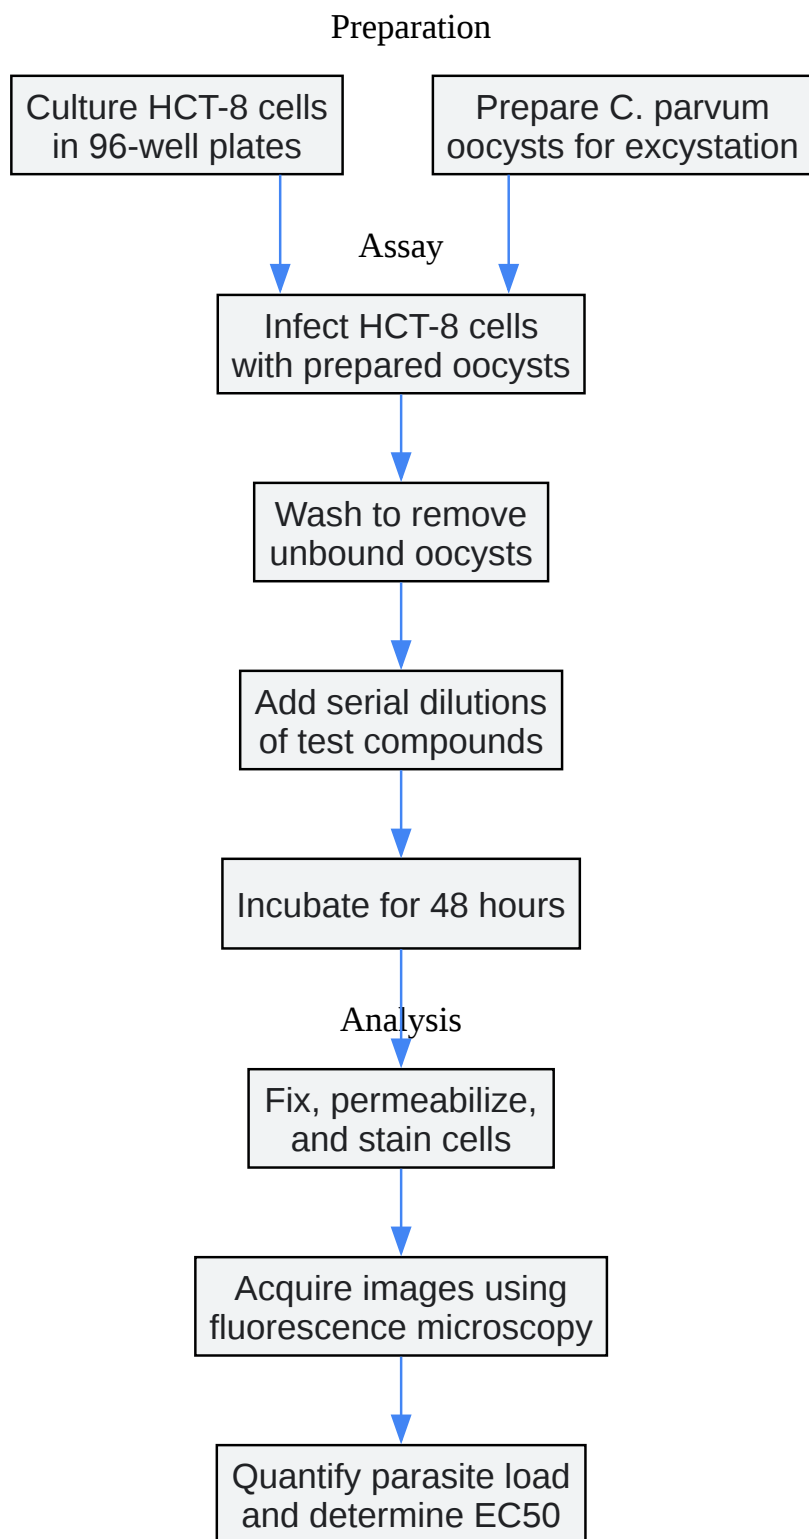 Preparation
Culture HCT-8 cells
in 96-well plates
Prepare C. parvum
oocysts for excystation
Assay
Infect HCT-8 cells
with prepared oocysts
Wash to remove
unbound oocysts
Add serial dilutions
of test compounds
Incubate for 48 hours
Analysis
Fix, permeabilize,
and stain cells
Acquire images using
fluorescence microscopy
Quantify parasite load
and determine EC50